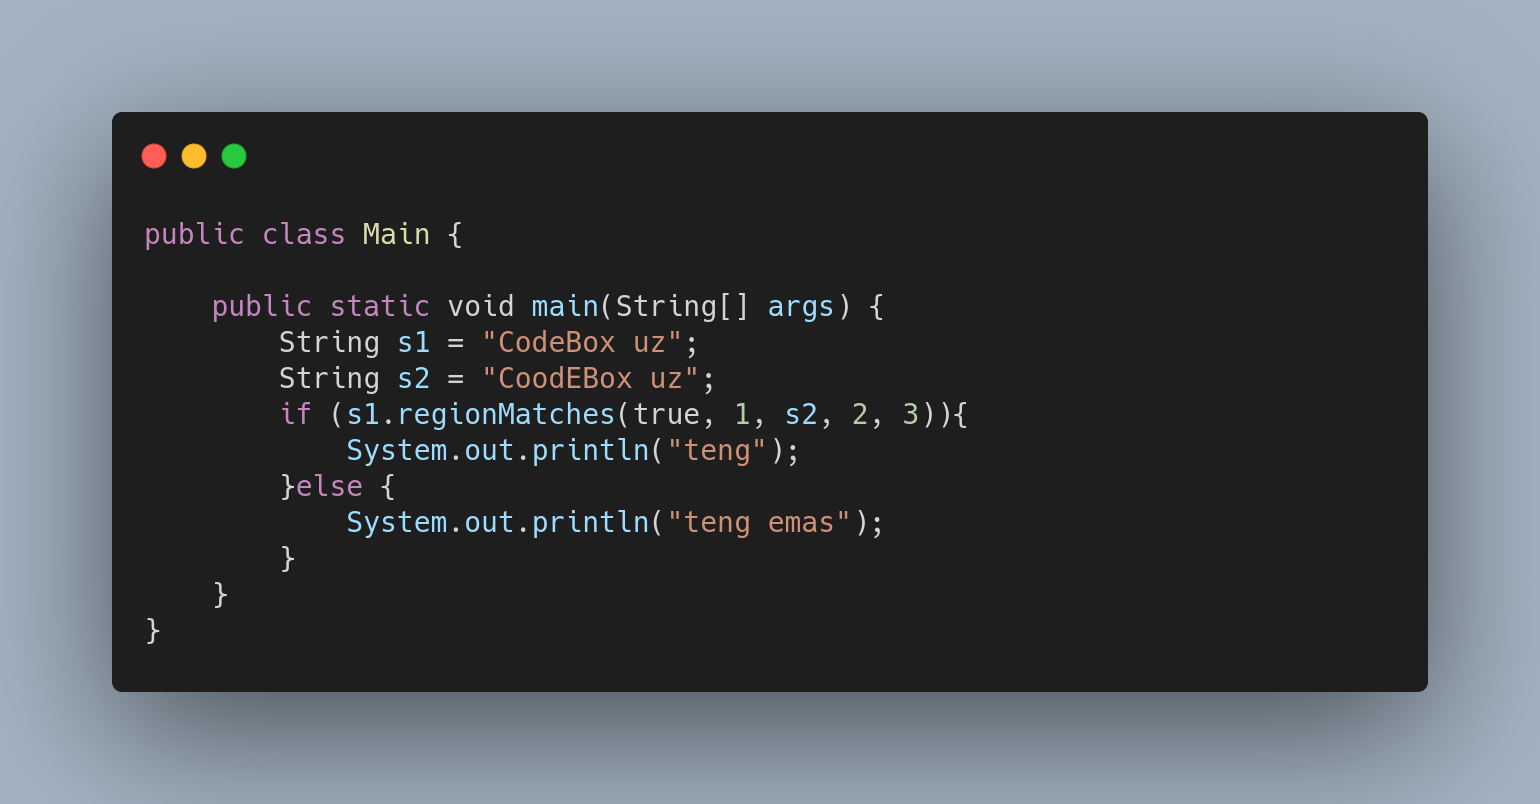 public class Main {
    public static void main(String[] args) {
        String s1 = "CodeBox uz";
        String s2 = "CoodEBox uz";
        if (s1.regionMatches(true, 1, s2, 2, 3)){
            System.out.println("teng");
        }else {
            System.out.println("teng emas");
        }
    }
}